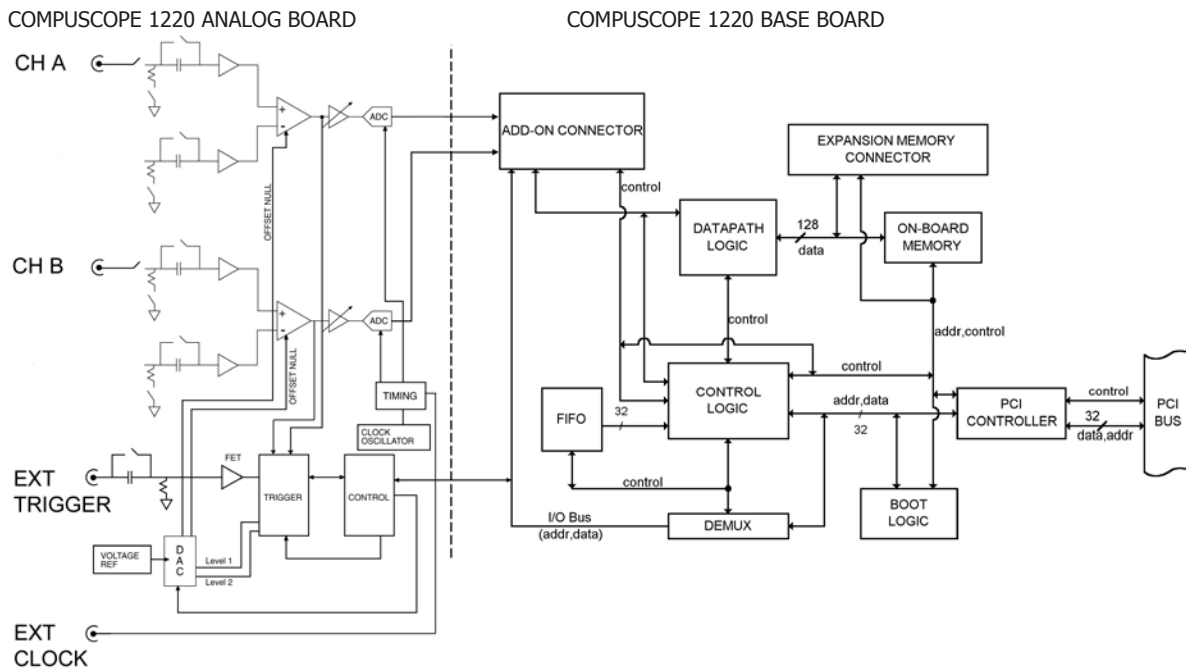 COMPUSCOPE 1220 ANALOG BOARD
COMPUSCOPE 1220 BASE BOARD
CH A
+
-
ADC
OFFSET NULL
CH B
+
-
ADC
OFFSET NULL
TIMING
CLOCK
OSCILLATOR
EXT
TRIGGER
FET
TRIGGER
CONTROL
VOLTAGE
REF
D
A
C
Level 1
Level 2
EXT
CLOCK
ADD-ON CONNECTOR
control
EXPANSION MEMORY
CONNECTOR
DATAPATH
LOGIC
128
data
ON-BOARD
MEMORY
control
addr,control
control
FIFO
32
CONTROL
LOGIC
addr,data
32
PCI
CONTROLLER
control
32
data,addr
PCI
BUS
control
I/O Bus
(addr,data)
DEMUX
BOOT
LOGIC